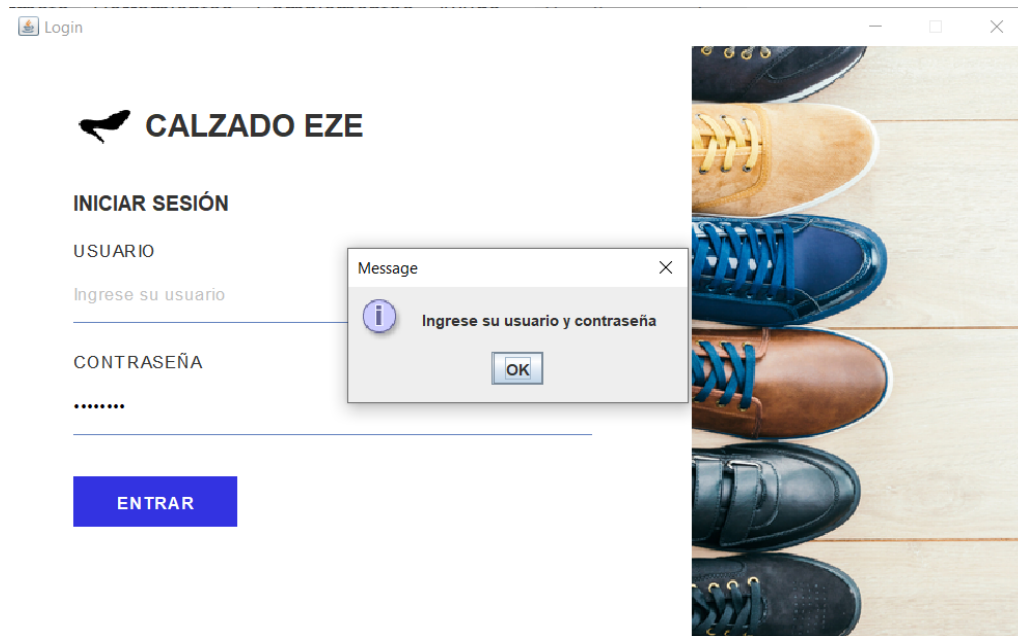 Login
CALZADO EZE
INICIAR SESIÓN
USUARIO
Ingrese su usuario
CONTRASEÑA
••••••••
ENTRAR
Message
i
Ingrese su usuario y contraseña
OK